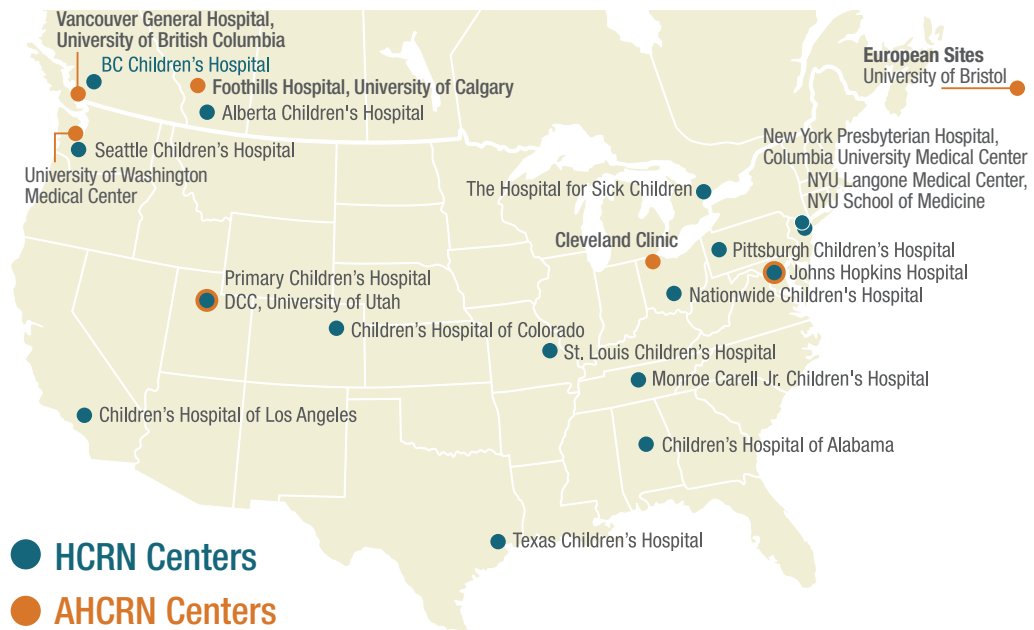 Vancouver General Hospital,
University of British Columbia
BC Children's Hospital
Foothills Hospital, University of Calgary
Alberta Children's Hospital
European Sites
University of Bristol
Seattle Children's Hospital
University of Washington
Medical Center
New York Presbyterian Hospital,
Columbia University Medical Center
NYU Langone Medical Center,
NYU School of Medicine
The Hospital for Sick Children
Cleveland Clinic
Pittsburgh Children's Hospital
Johns Hopkins Hospital
Nationwide Children's Hospital
Primary Children's Hospital
DCC, University of Utah
Children's Hospital of Colorado
St. Louis Children's Hospital
Monroe Carell Jr. Children's Hospital
Children's Hospital of Los Angeles
Children's Hospital of Alabama
Texas Children's Hospital
HCRN Centers
AHCRN Centers